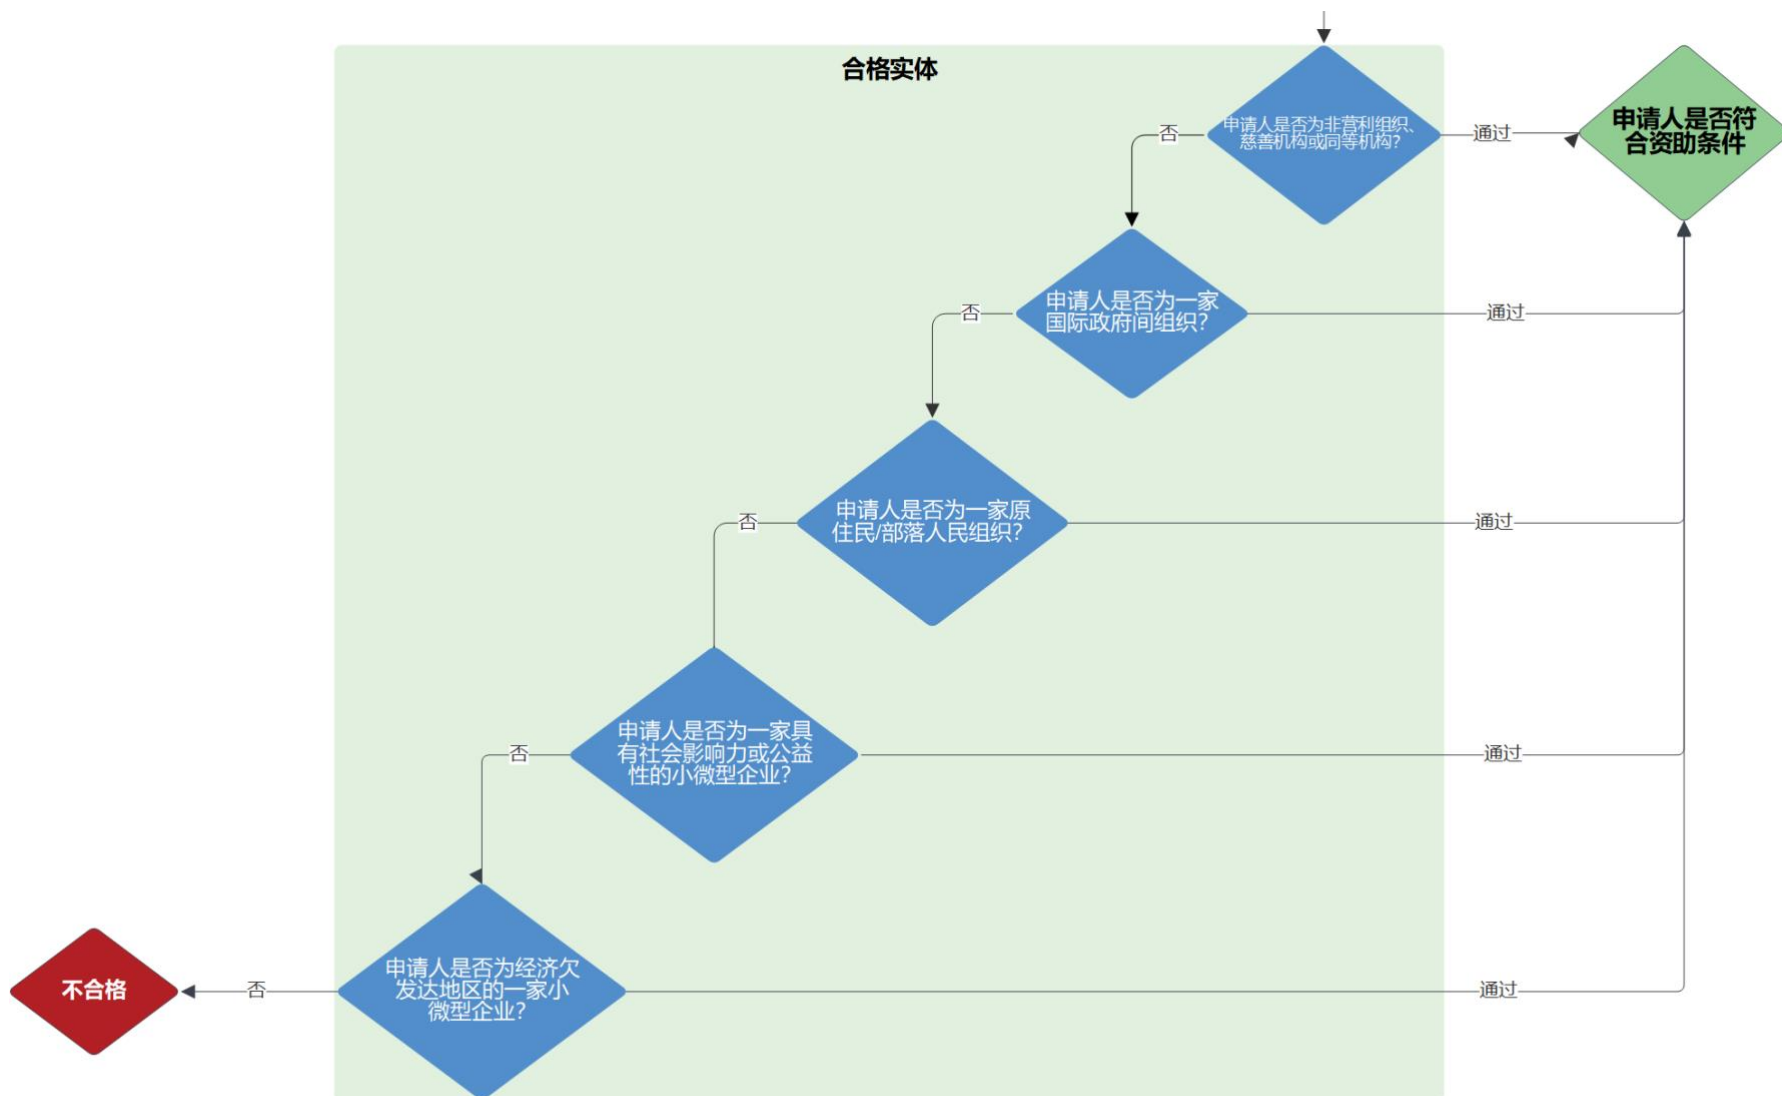 合格实体
申请人是否为非营利组织、
慈善机构或同等机构？
否
通过
申请人是否符
合资助条件
申请人是否为一家
国际政府间组织？
否
通过
申请人是否为一家原
住民/部落人民组织？
否
通过
申请人是否为一家具
有社会影响力或公益
性的小微型企业？
否
通过
申请人是否为经济欠
发达地区的一家小
微型企业？
否
通过
不合格